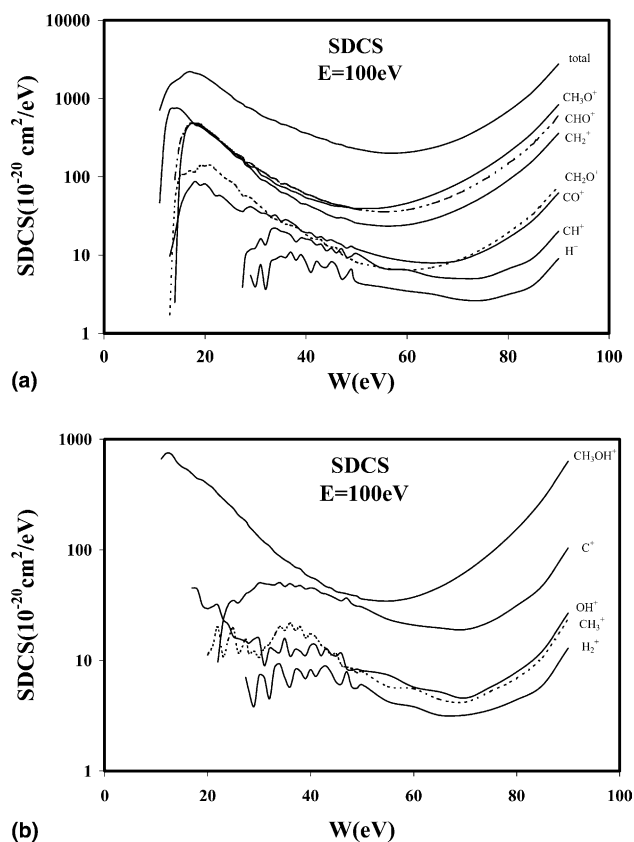 10000
1000
100
10
1
SDCS(10⁻²⁰ cm²/eV)
SDCS
E=100eV
total
CH₃O⁺
CHO⁺
CH₂⁺
CH₂O⁺
CO⁺
CH⁺
H⁻
0 20 40 60 80 100
(a) W(eV)
1000
100
10
1
SDCS(10⁻²⁰cm²/eV)
SDCS
E=100eV
CH₃OH⁺
C⁺
OH⁺
CH₃⁺
H₂⁺
0 20 40 60 80 100
(b) W(eV)